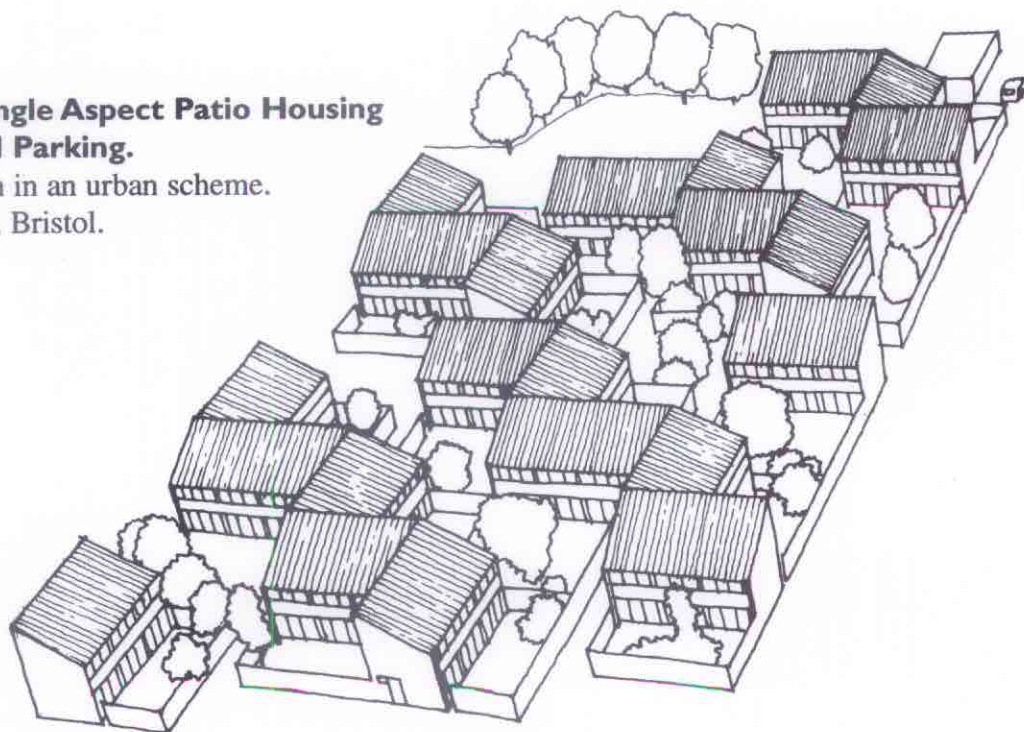 ngle Aspect Patio Housing
Parking.
in an urban scheme.
Bristol.